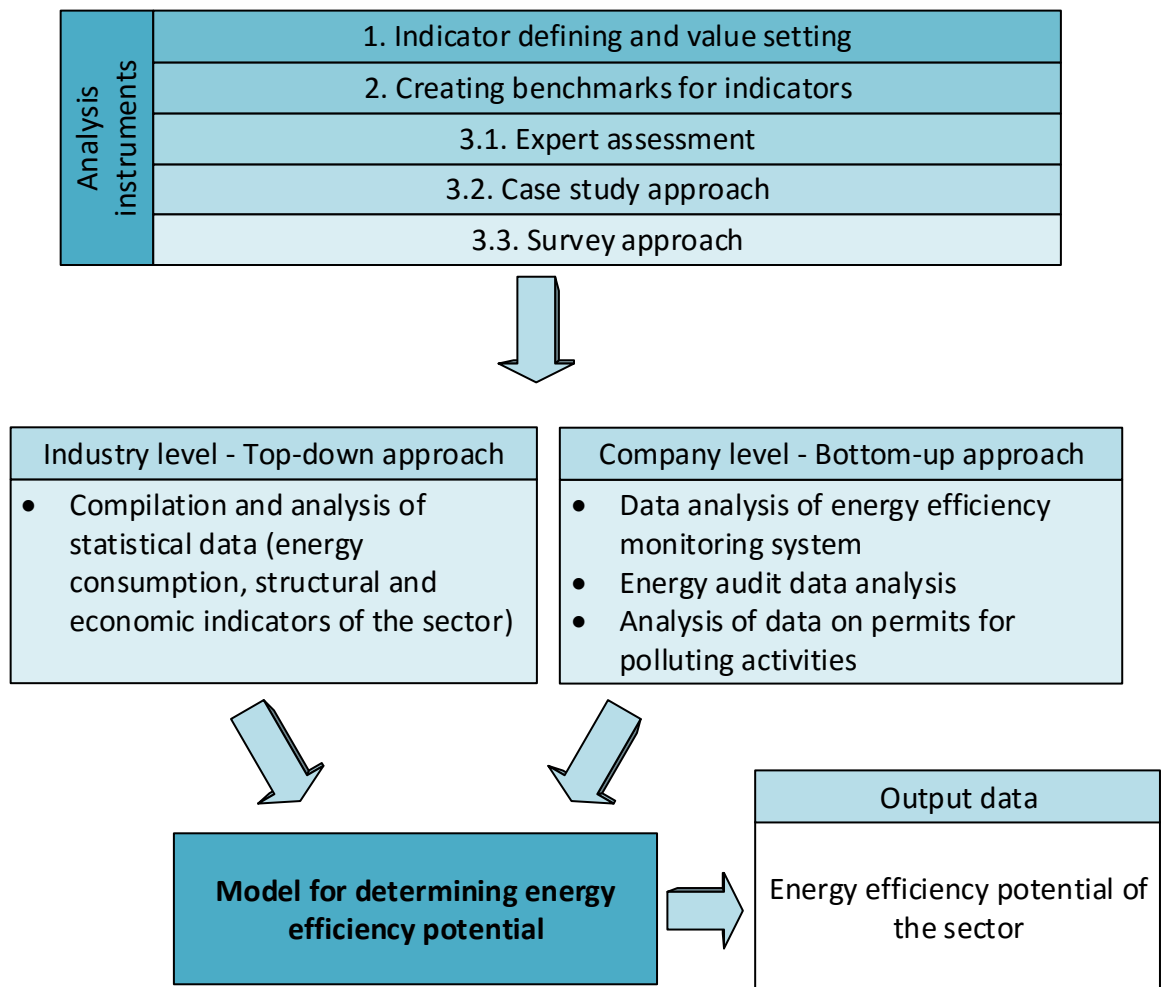 Analysis
instruments
1. Indicator defining and value setting
2. Creating benchmarks for indicators
3.1. Expert assessment
3.2. Case study approach
3.3. Survey approach
Industry level - Top-down approach
• Compilation and analysis of
statistical data (energy
consumption, structural and
economic indicators of the sector)
Company level - Bottom-up approach
• Data analysis of energy efficiency
monitoring system
• Energy audit data analysis
• Analysis of data on permits for
polluting activities
Model for determining energy
efficiency potential
Output data
Energy efficiency potential of
the sector